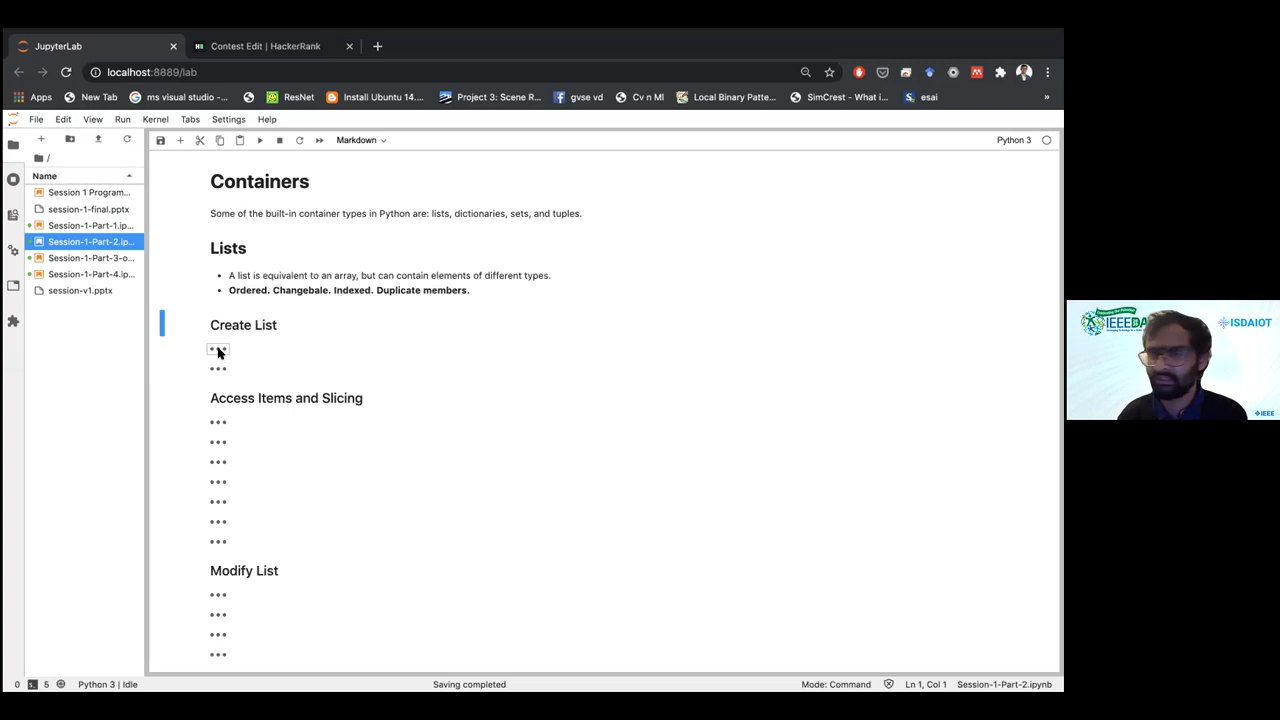 JupyterLab
Contest Edit | HackerRank
localhost:8889/lab
Apps
New Tab
ms visual studio -...
ResNet
Install Ubuntu 14....
Project 3: Scene R...
gvse vd
Cv n Ml
Local Binary Patte...
SimCrest - What i...
esai
»
File Edit View Run Kernel Tabs Settings Help
Markdown
Python 3
/
Name
Session 1 Program...
session-1-final.pptx
Session-1-Part-1.ip...
Session-1-Part-2.ip...
Session-1-Part-3-o...
Session-1-Part-4.ip...
session-v1.pptx
Containers
Some of the built-in container types in Python are: lists, dictionaries, sets, and tuples.
Lists
• A list is equivalent to an array, but can contain elements of different types.
• Ordered. Changebale. Indexed. Duplicate members.
Create List
Access Items and Slicing
Modify List
IEEEDA
ISDAIOT
IEEE
0
5
Python 3 | Idle
Saving completed
Mode: Command
Ln 1, Col 1
Session-1-Part-2.ipynb